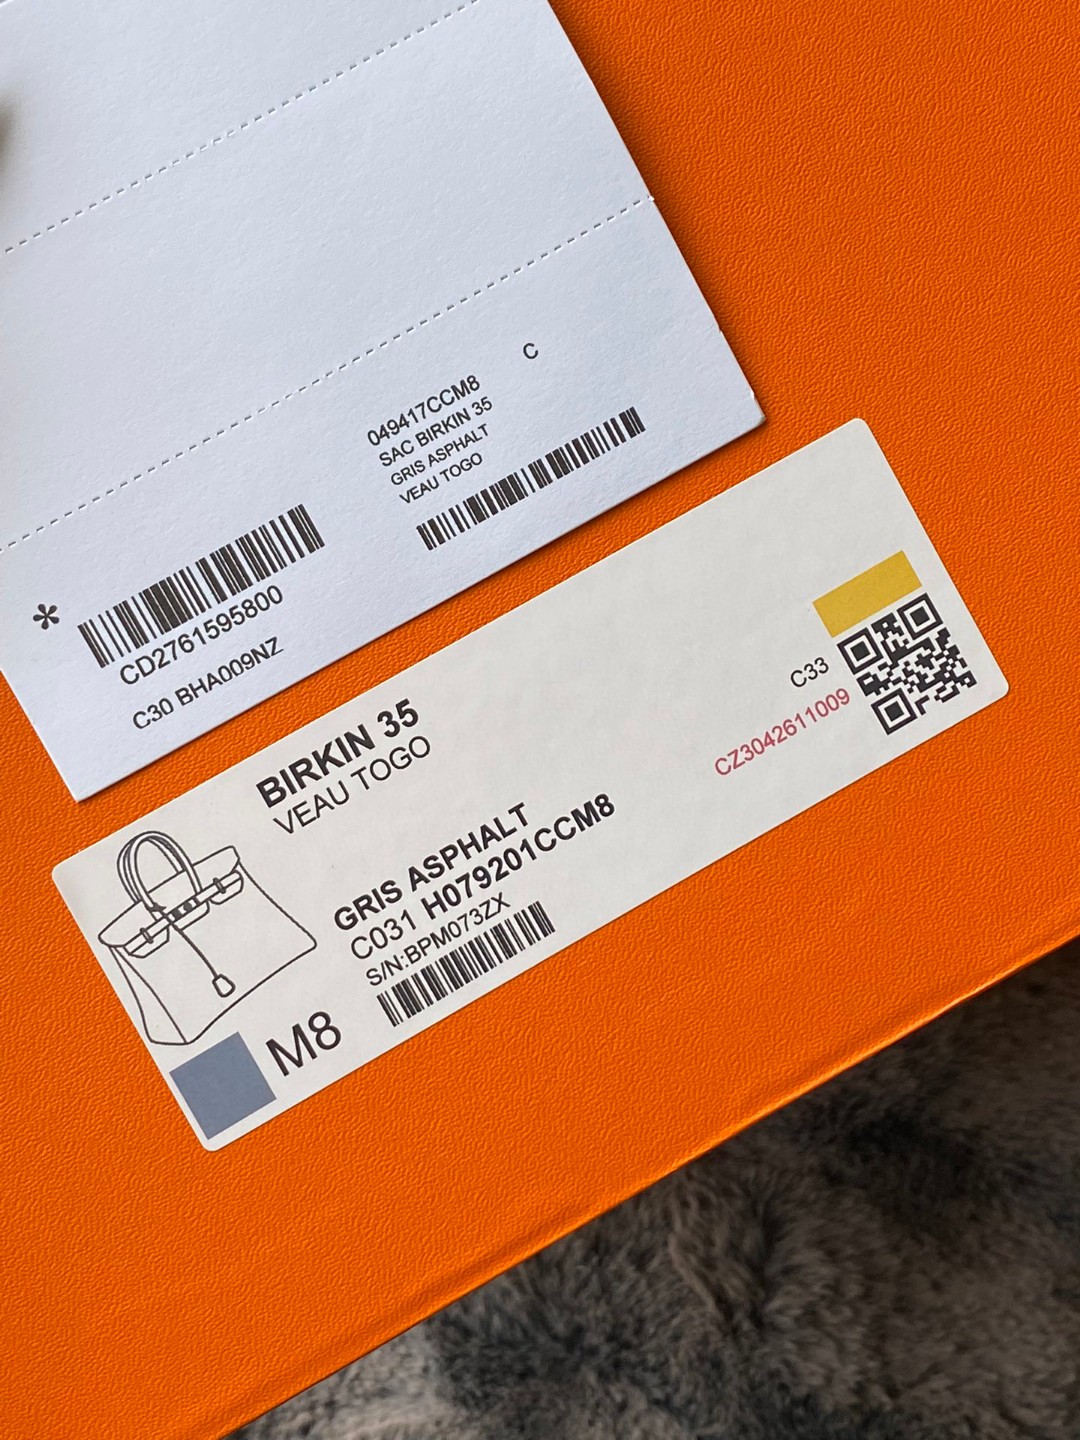 C
049417CCM8
SAC BIRKIN 35
GRIS ASPHALT
VEAU TOGO
*
CD2761595800
C30 BHA009NZ
BIRKIN 35
VEAU TOGO
C33
CZ3042611009
GRIS ASPHALT
C031 H079201CCM8
S/N:BPM073ZX
M8